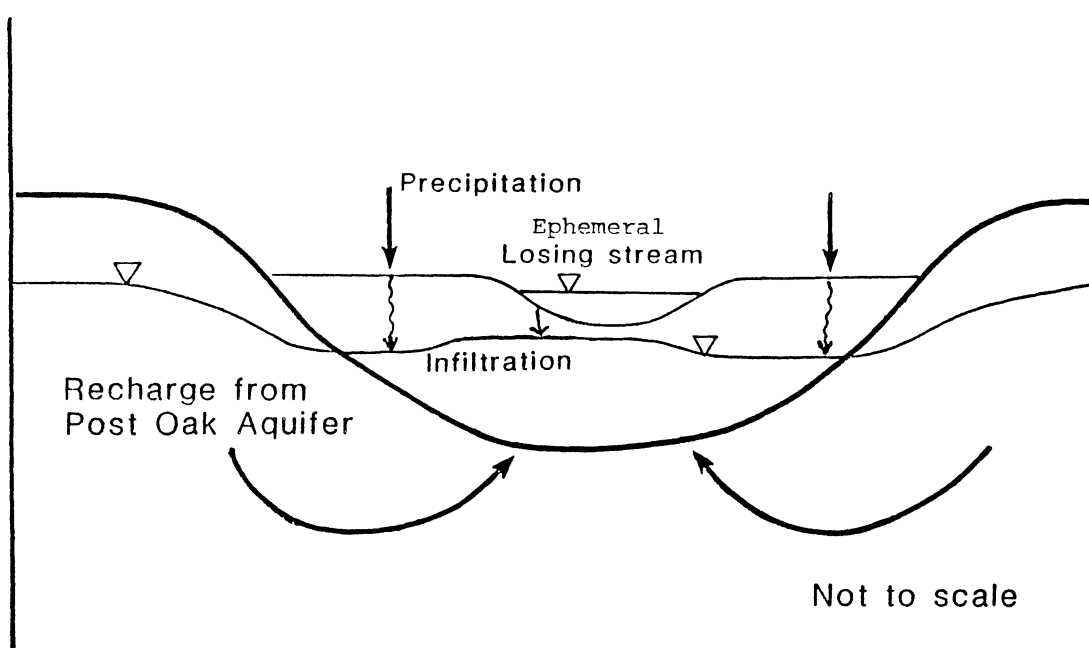 Precipitation
Ephemeral
Losing stream
Infiltration
Recharge from
Post Oak Aquifer
Not to scale